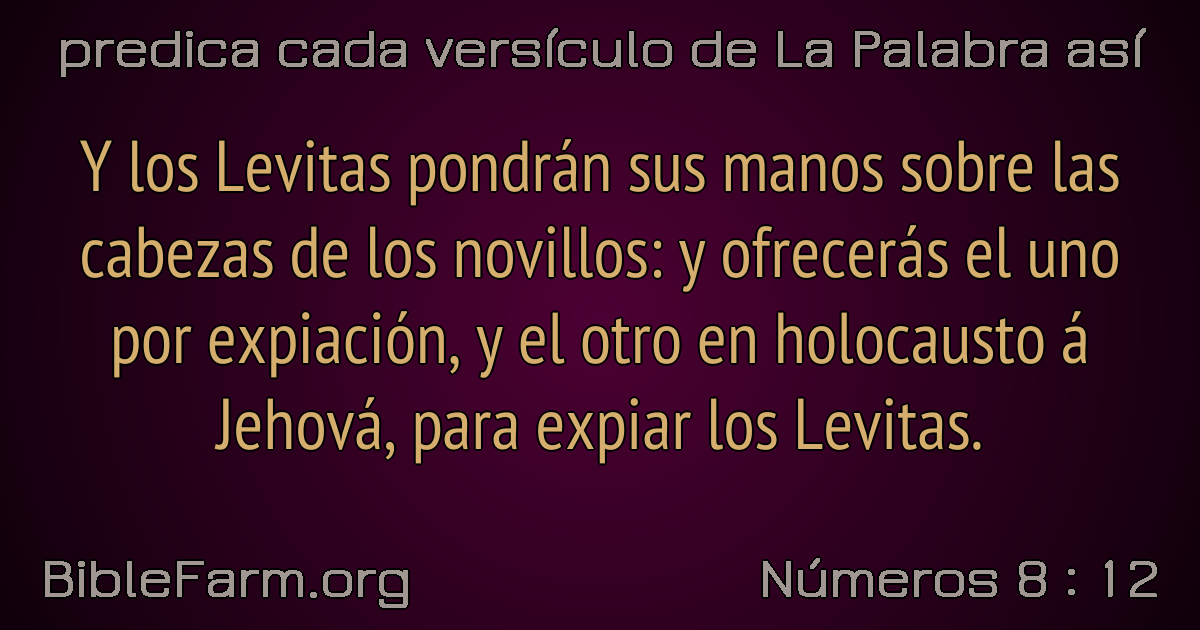 predica cada versículo de La Palabra así
Y los Levitas pondrán sus manos sobre las
cabezas de los novillos: y ofrecerás el uno
por expiación, y el otro en holocausto á
Jehová, para expiar los Levitas.
BibleFarm.org
Números 8 : 12